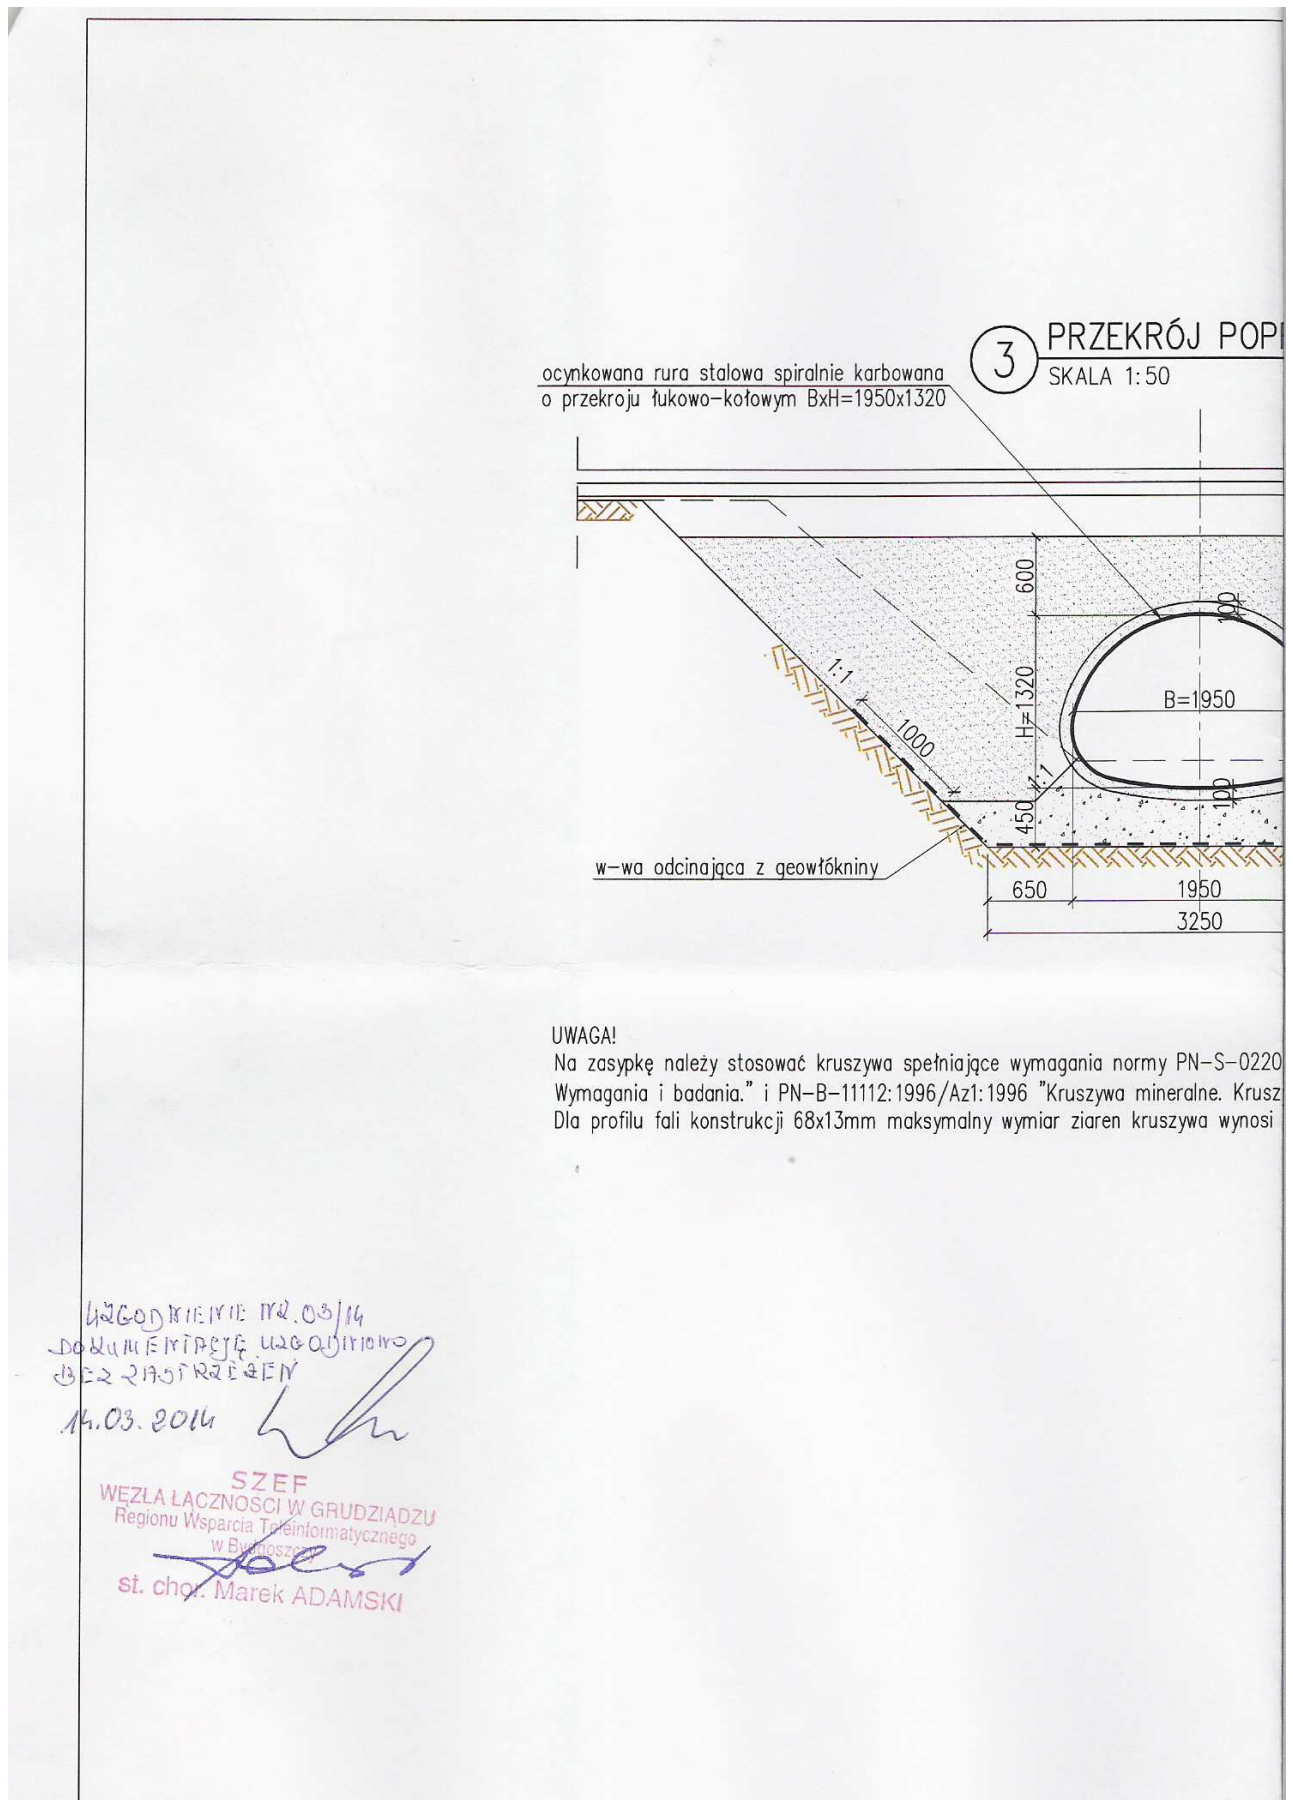 3 PRZEKRÓJ POP
SKALA 1:50
ocynkowana rura stalowa spiralnie karbowana
o przekroju łukowo-kołowym BxH=1950x1320
600
100
1:1
H=1320
B=1950
1000
1:1
450
100
w-wa odcinająca z geowłókniny
650 1950
3250
UWAGA!
Na zasypkę należy stosować kruszywa spełniające wymagania normy PN-S-0220
Wymagania i badania." i PN-B-11112:1996/Az1:1996 "Kruszywa mineralne. Krusz
Dla profilu fali konstrukcji 68x13mm maksymalny wymiar ziaren kruszywa wynosi
UZGODNIENIE NR.03/14
DOKUMENTACJĘ UZGODNIONO
BEZ ZASTRZEŻEŃ
14.03.2014
SZEF
WĘZŁA ŁĄCZNOŚCI W GRUDZIĄDZU
Regionu Wsparcia Teleinformatycznego
w Bydgoszczy
st. chor. Marek ADAMSKI